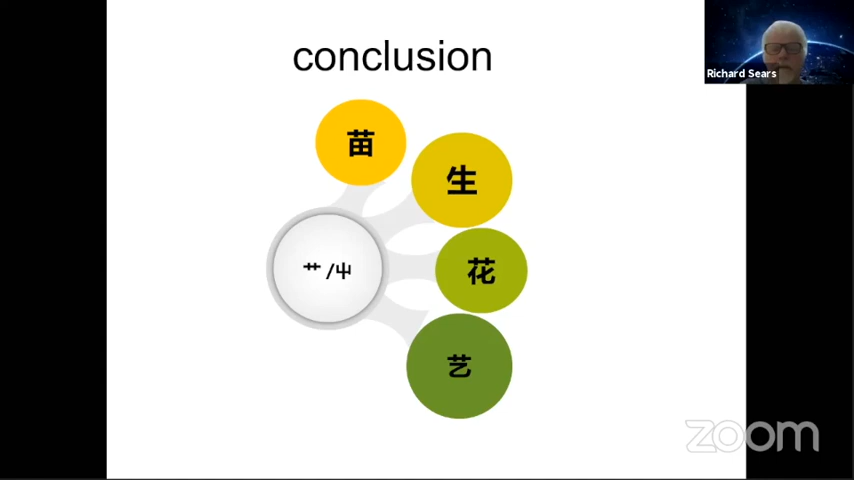 conclusion
Richard Sears
苗
生
花
艹/屮
艺
zoom